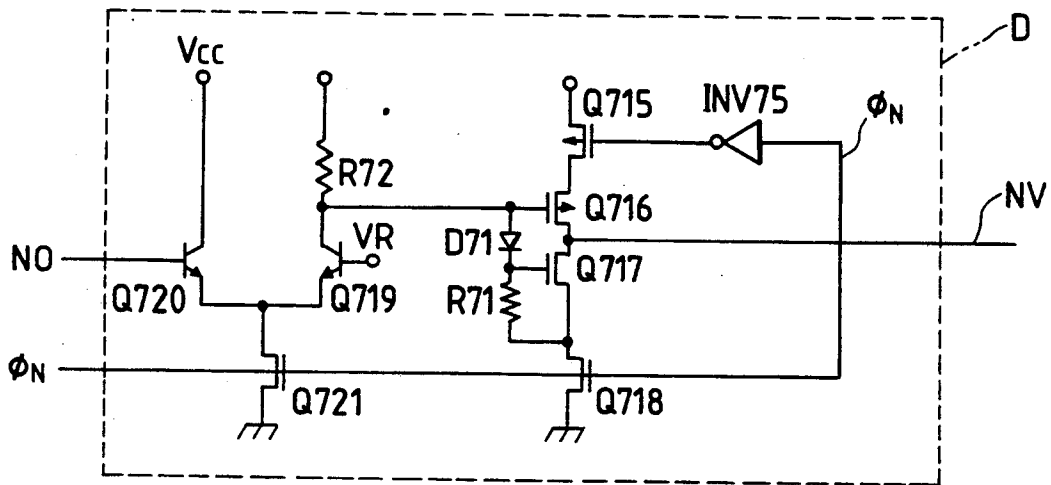 D
Vcc
Q715
INV75
φN
R72
Q716
NV
D71
VR
NO
Q717
Q720
Q719
R71
φN
Q721
Q718